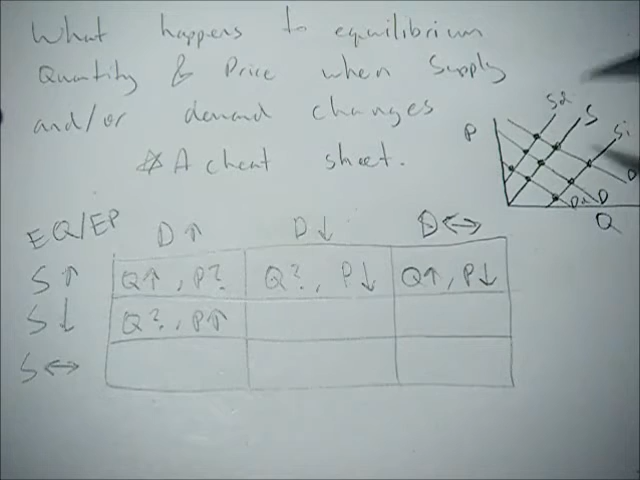 What happens to equilibrium
Quantity & Price when Supply
and/or demand changes
☆ A cheat sheet.
P S2 S S1
D2 D D
Q
EQ/EP D↑ D↓ D↔
S↑ Q↑, P? Q?, P↓ Q↑, P↓
S↓ Q?, P↑
S↔